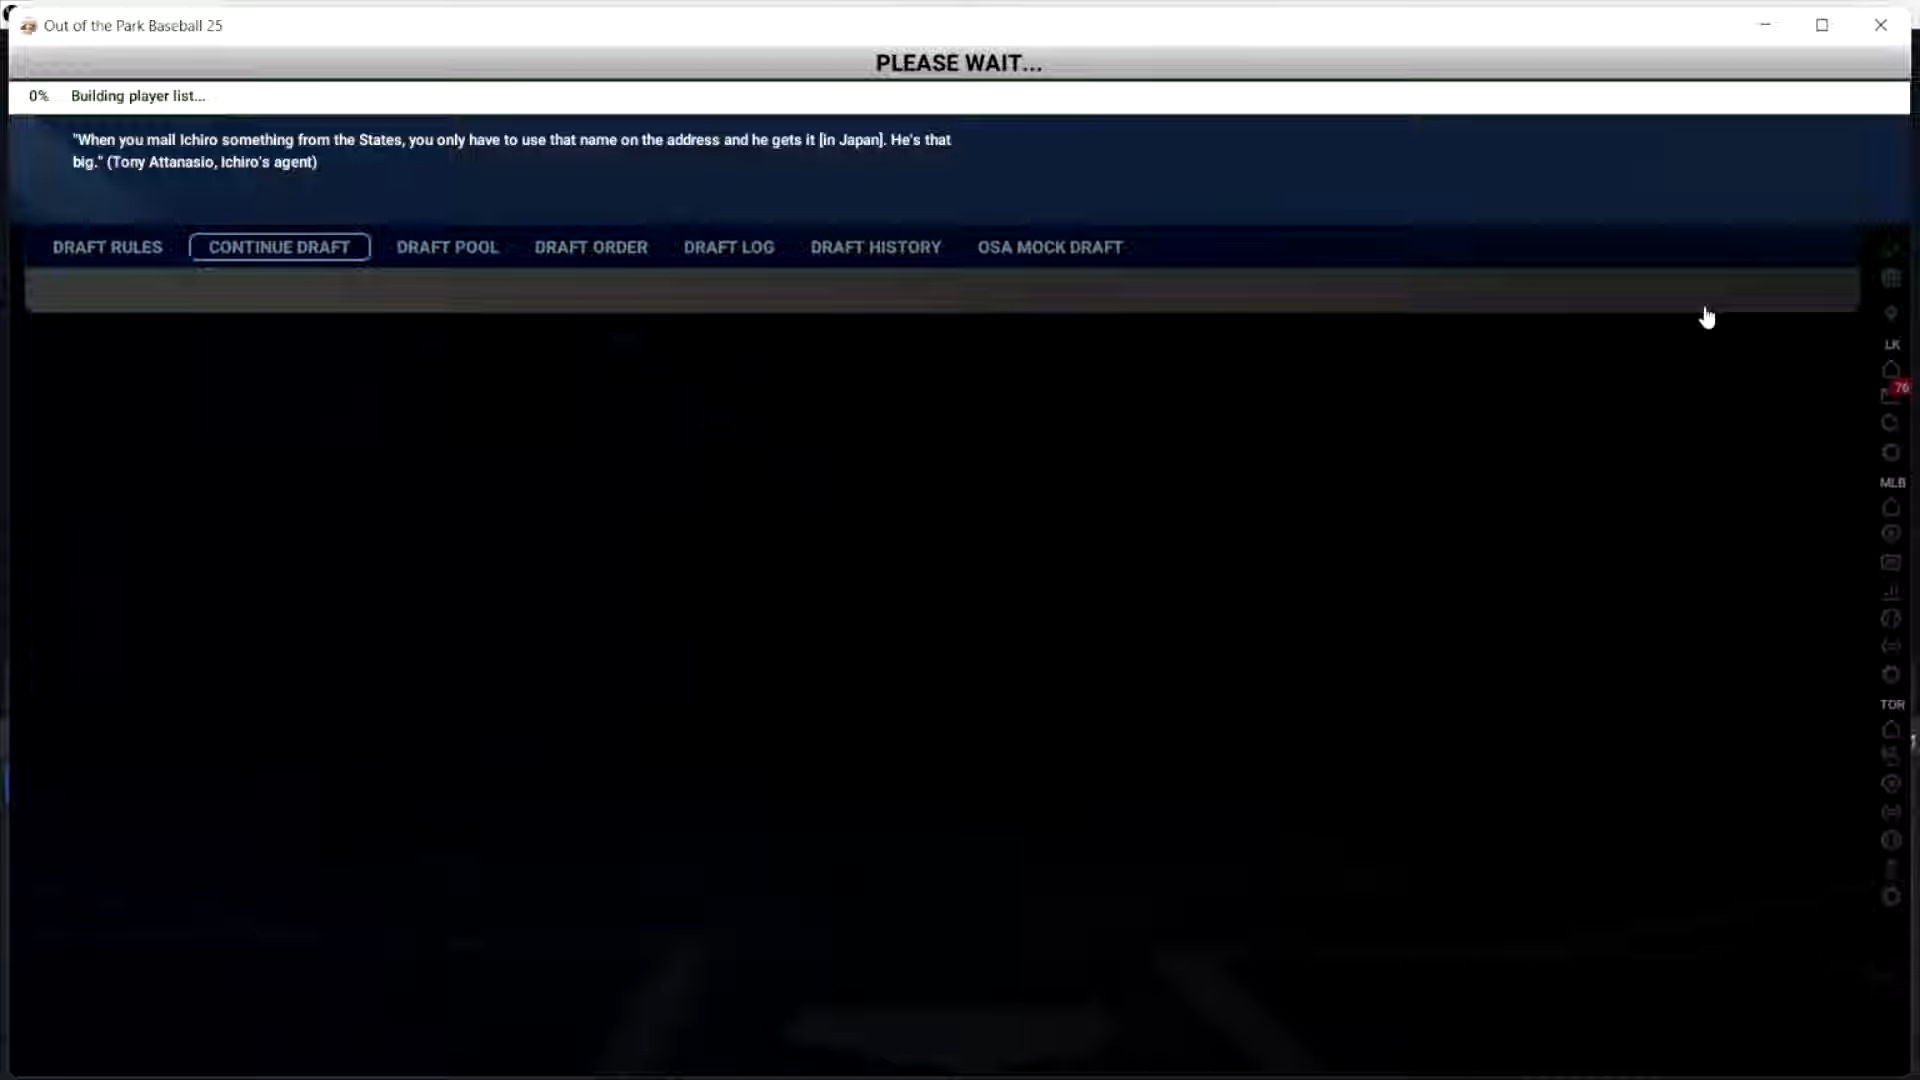 Out of the Park Baseball 25
PLEASE WAIT...
0% Building player list...
"When you mail Ichiro something from the States, you only have to use that name on the address and he gets it [in Japan]. He's that
big." (Tony Attanasio, Ichiro's agent)
DRAFT RULES CONTINUE DRAFT DRAFT POOL DRAFT ORDER DRAFT LOG DRAFT HISTORY OSA MOCK DRAFT
LK
76
MLB
TOR